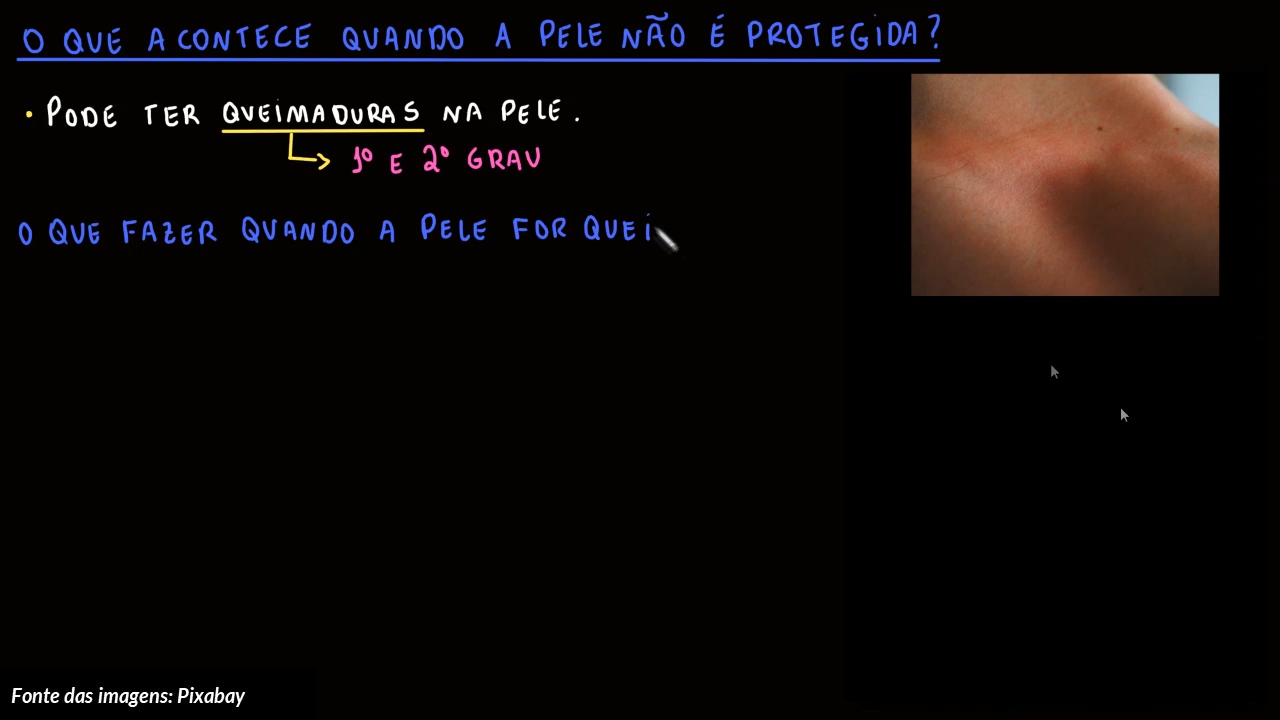 O QUE ACONTECE QUANDO A PELE NÃO É PROTEGIDA?
• PODE TER QUEIMADURAS NA PELE.
1º E 2º GRAU
O QUE FAZER QUANDO A PELE FOR QUEI
Fonte das imagens: Pixabay